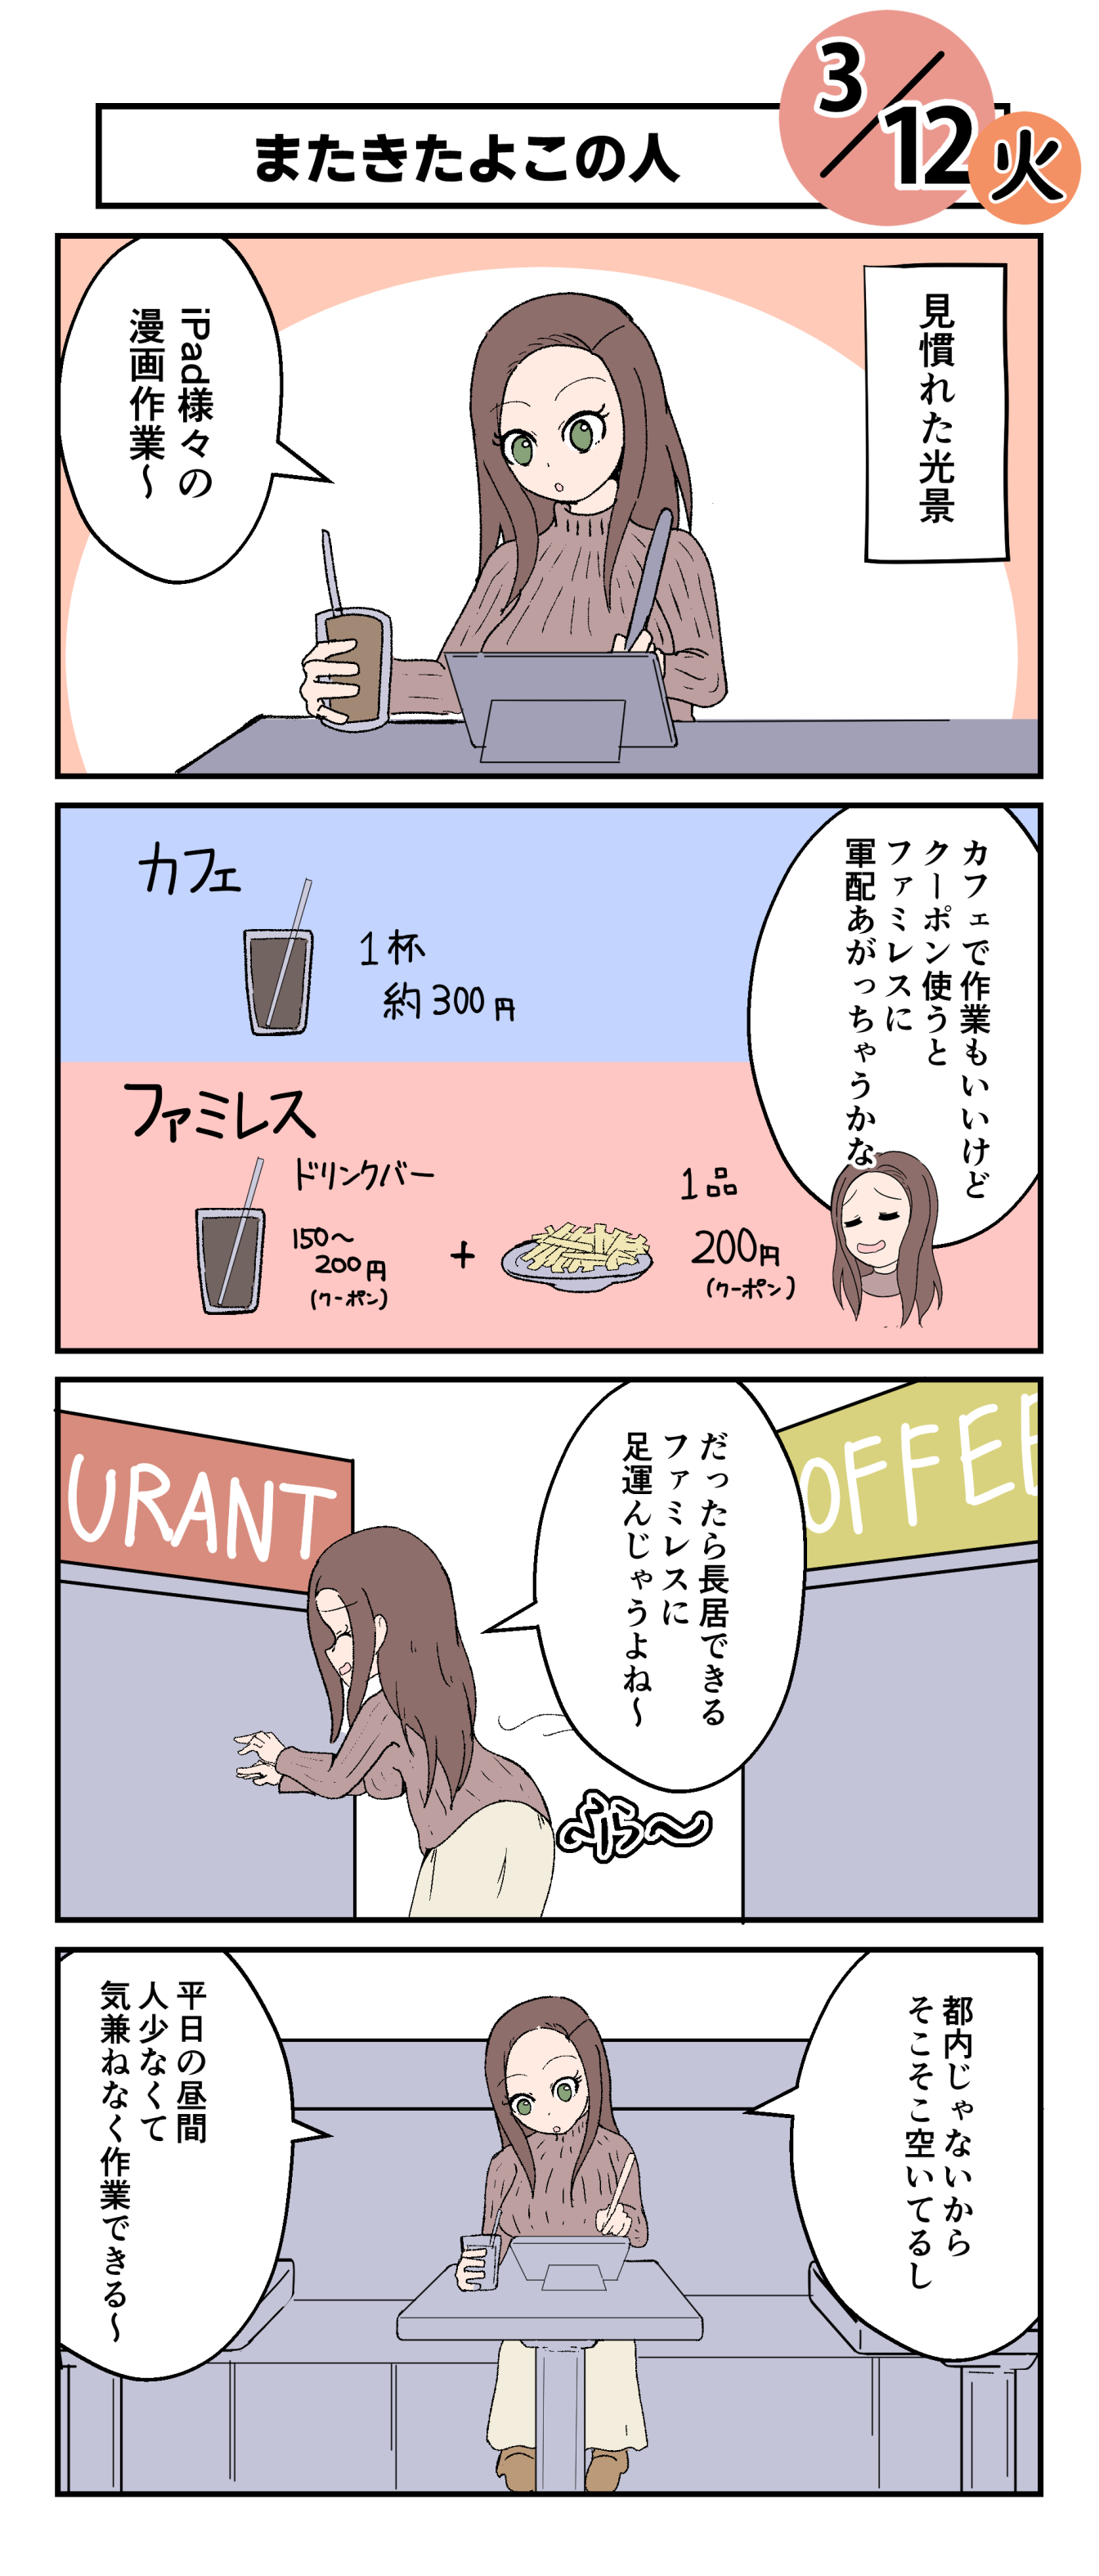 3/12
火
またきたよこの人
見慣れた光景
iPad様々の
漫画作業～
カフェで作業もいいけど
クーポン使うと
ファミレスに
軍配あがっちゃうかな
カフェ
1杯
約300円
ファミレス
ドリンクバー
150～
200円
(クーポン)
+
1品
200円
(クーポン)
OFFEE
だったら長居できる
ファミレスに
足運んじゃうよね～
URANT
ふら～
都内じゃないから
そこそこ空いてるし
平日の昼間
人少なくて
気兼ねなく作業できる～